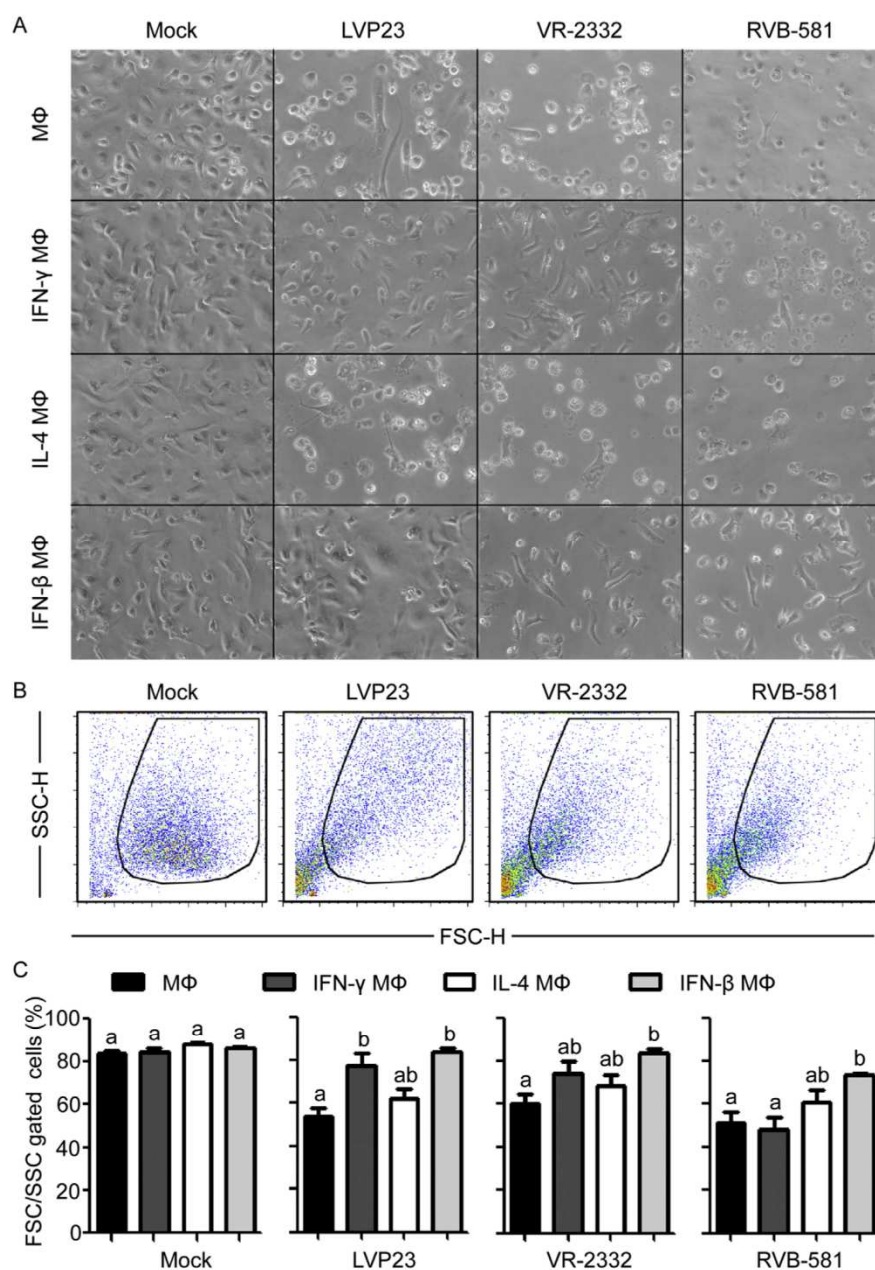 A
Mock LVP23 VR-2332 RVB-581
MΦ
IFN-γ MΦ
IL-4 MΦ
IFN-β MΦ
B
Mock LVP23 VR-2332 RVB-581
SSC-H
FSC-H
C
MΦ IFN-γ MΦ IL-4 MΦ IFN-β MΦ
FSC/SSC gated cells (%)
100
80
60
40
20
0
a a a a
a b ab b
a ab ab b
a a ab b
Mock LVP23 VR-2332 RVB-581